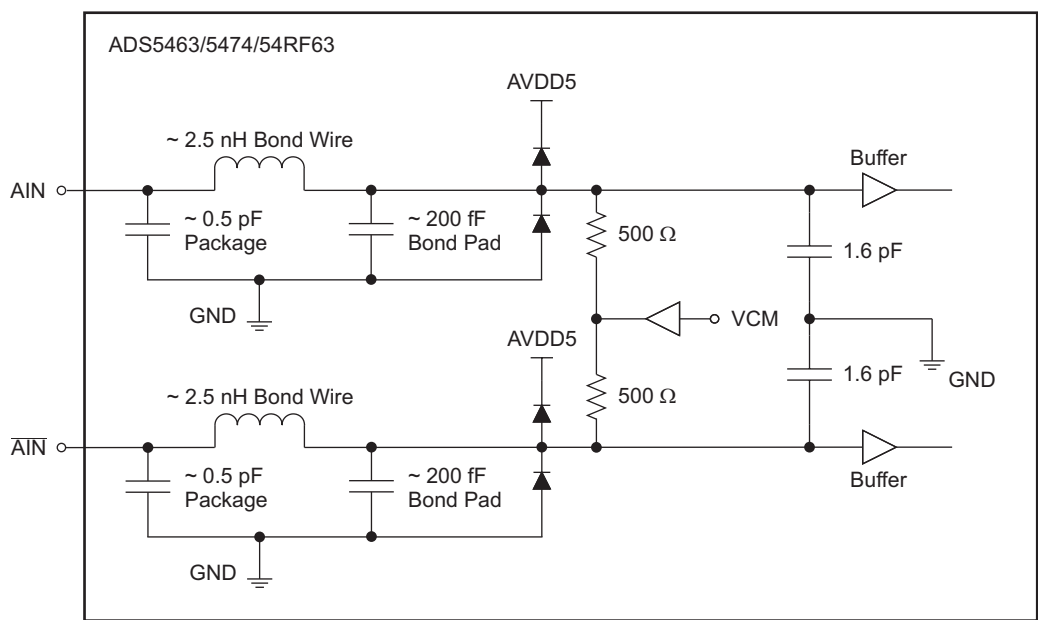 ADS5463/5474/54RF63
AVDD5
~ 2.5 nH Bond Wire
Buffer
AIN
~ 0.5 pF
Package
~ 200 fF
Bond Pad
500 Ω
1.6 pF
GND
VCM
AVDD5
1.6 pF
GND
~ 2.5 nH Bond Wire
500 Ω
AIN
~ 0.5 pF
Package
~ 200 fF
Bond Pad
Buffer
GND